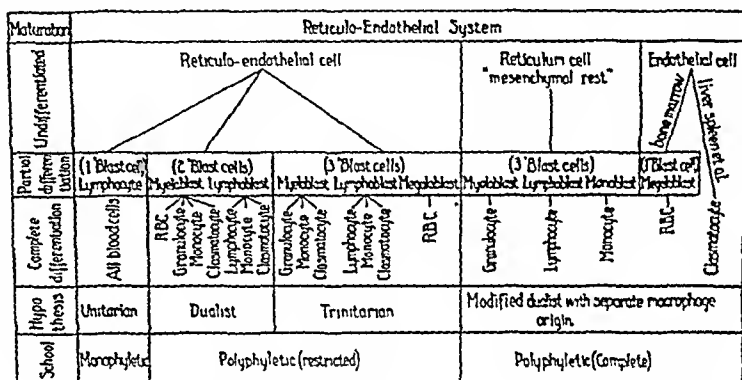 Maturation
Reticulo-Endothelial System
Undifferentiated
Reticulo-endothelial cell
Reticulum cell
"mesenchymal rest"
Endothelial cell
bone marrow
liver spleen et al.
Partial differentiation
(1 "Blast cell)
Lymphocyte
(2 "Blast cells)
Myeloblast Lymphoblast
(3 "Blast cells)
Myeloblast Lymphoblast Megaloblast
(3 "Blast cells)
Myeloblast Lymphoblast Monoblast
(1 "Blast cell)
Megaloblast
Complete differentiation
All blood cells
RBC
Granulocyte
Monocyte
Clasmatocyte
Lymphocyte
Monocyte
Clasmatocyte
Granulocyte
Monocyte
Clasmatocyte
Lymphocyte
Monocyte
Clasmatocyte
RBC
Granulocyte
Lymphocyte
Monocyte
RBC
Clasmatocyte
Hypothesis
Unitarian
Dualist
Trinitarian
Modified dualist with separate macrophage
origin.
School
Monophyletic
Polyphyletic (restricted)
Polyphyletic (Complete)